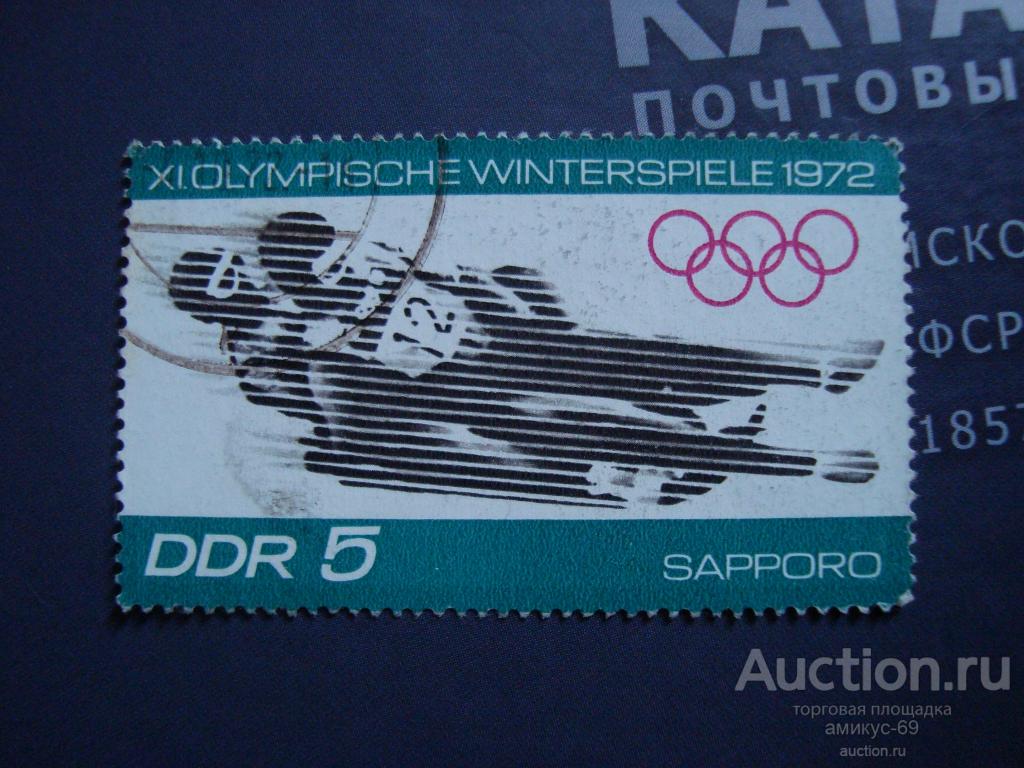 КАТА
ПОЧТОВЫ
XI. OLYMPISCHE WINTERSPIELE 1972
ИСКО
ФСР
12
1857
DDR 5
SAPPORO
Auction.ru
торговая площадка
амикус-69
auction.ru